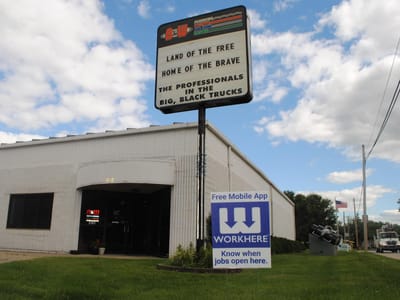 LAND OF THE FREE
HOME OF THE BRAVE
THE PROFESSIONALS
IN THE
BIG, BLACK TRUCKS
Free Mobile App
WORKHERE
Know when
jobs open here.